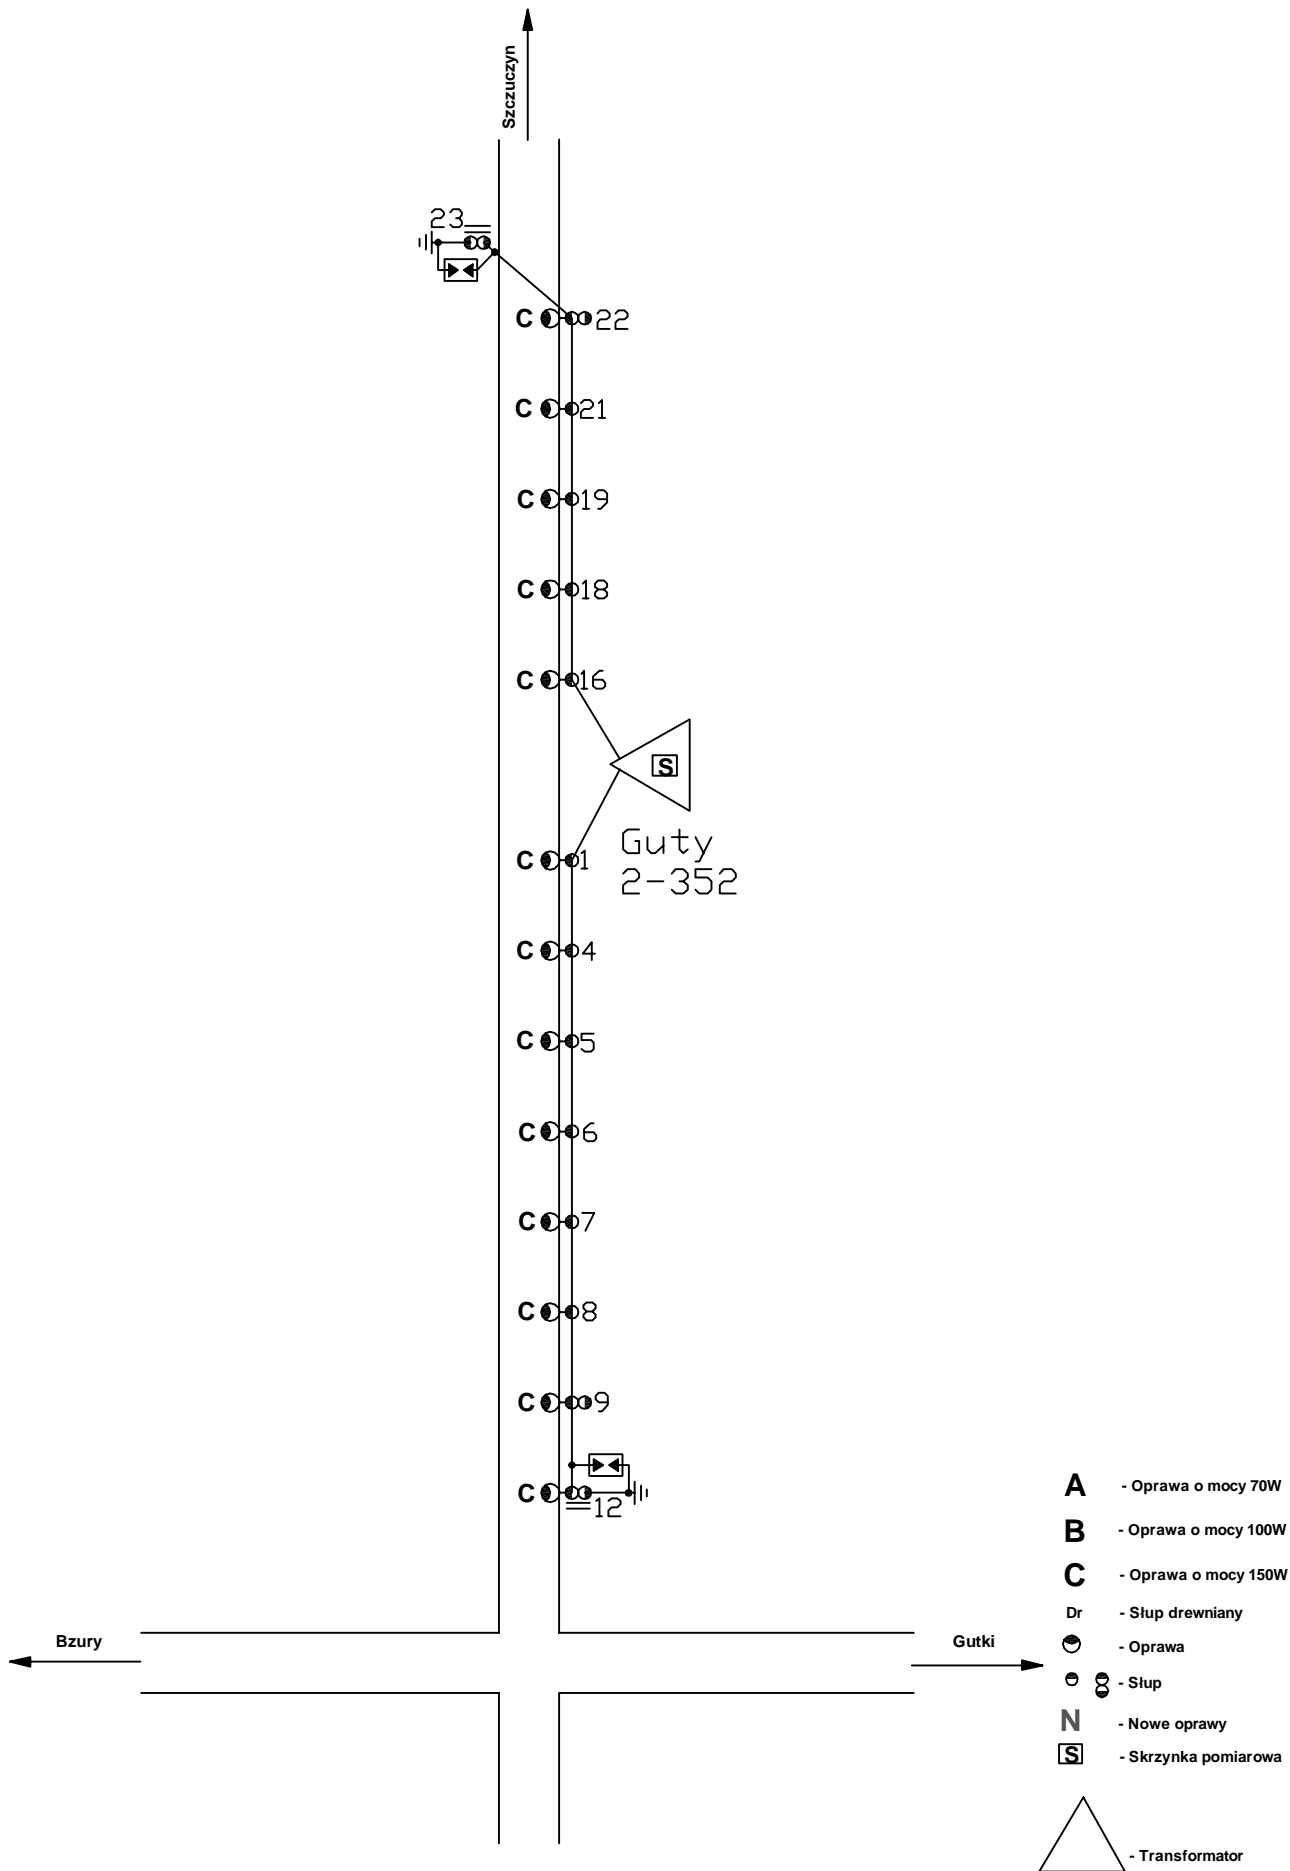 Szczuczyn
23
C 22
C 21
C 19
C 18
C 16
S
Guty
2-352
C 1
C 4
C 5
C 6
C 7
C 8
C 9
C 12
Bzury
Gutki
A - Oprawa o mocy 70W
B - Oprawa o mocy 100W
C - Oprawa o mocy 150W
Dr - Słup drewniany
- Oprawa
- Słup
N - Nowe oprawy
S - Skrzynka pomiarowa
- Transformator